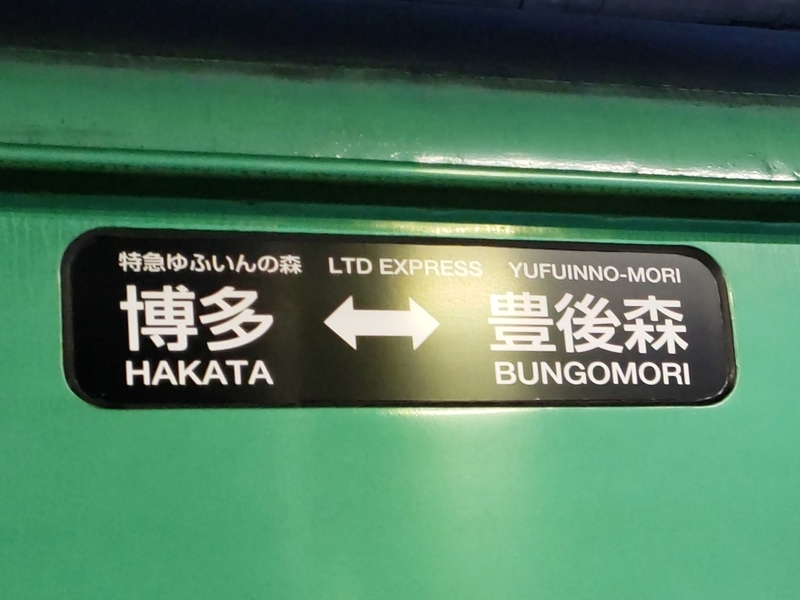 特急ゆふいんの森 LTD EXPRESS YUFUINNO-MORI
博多 ↔ 豊後森
HAKATA BUNGOMORI